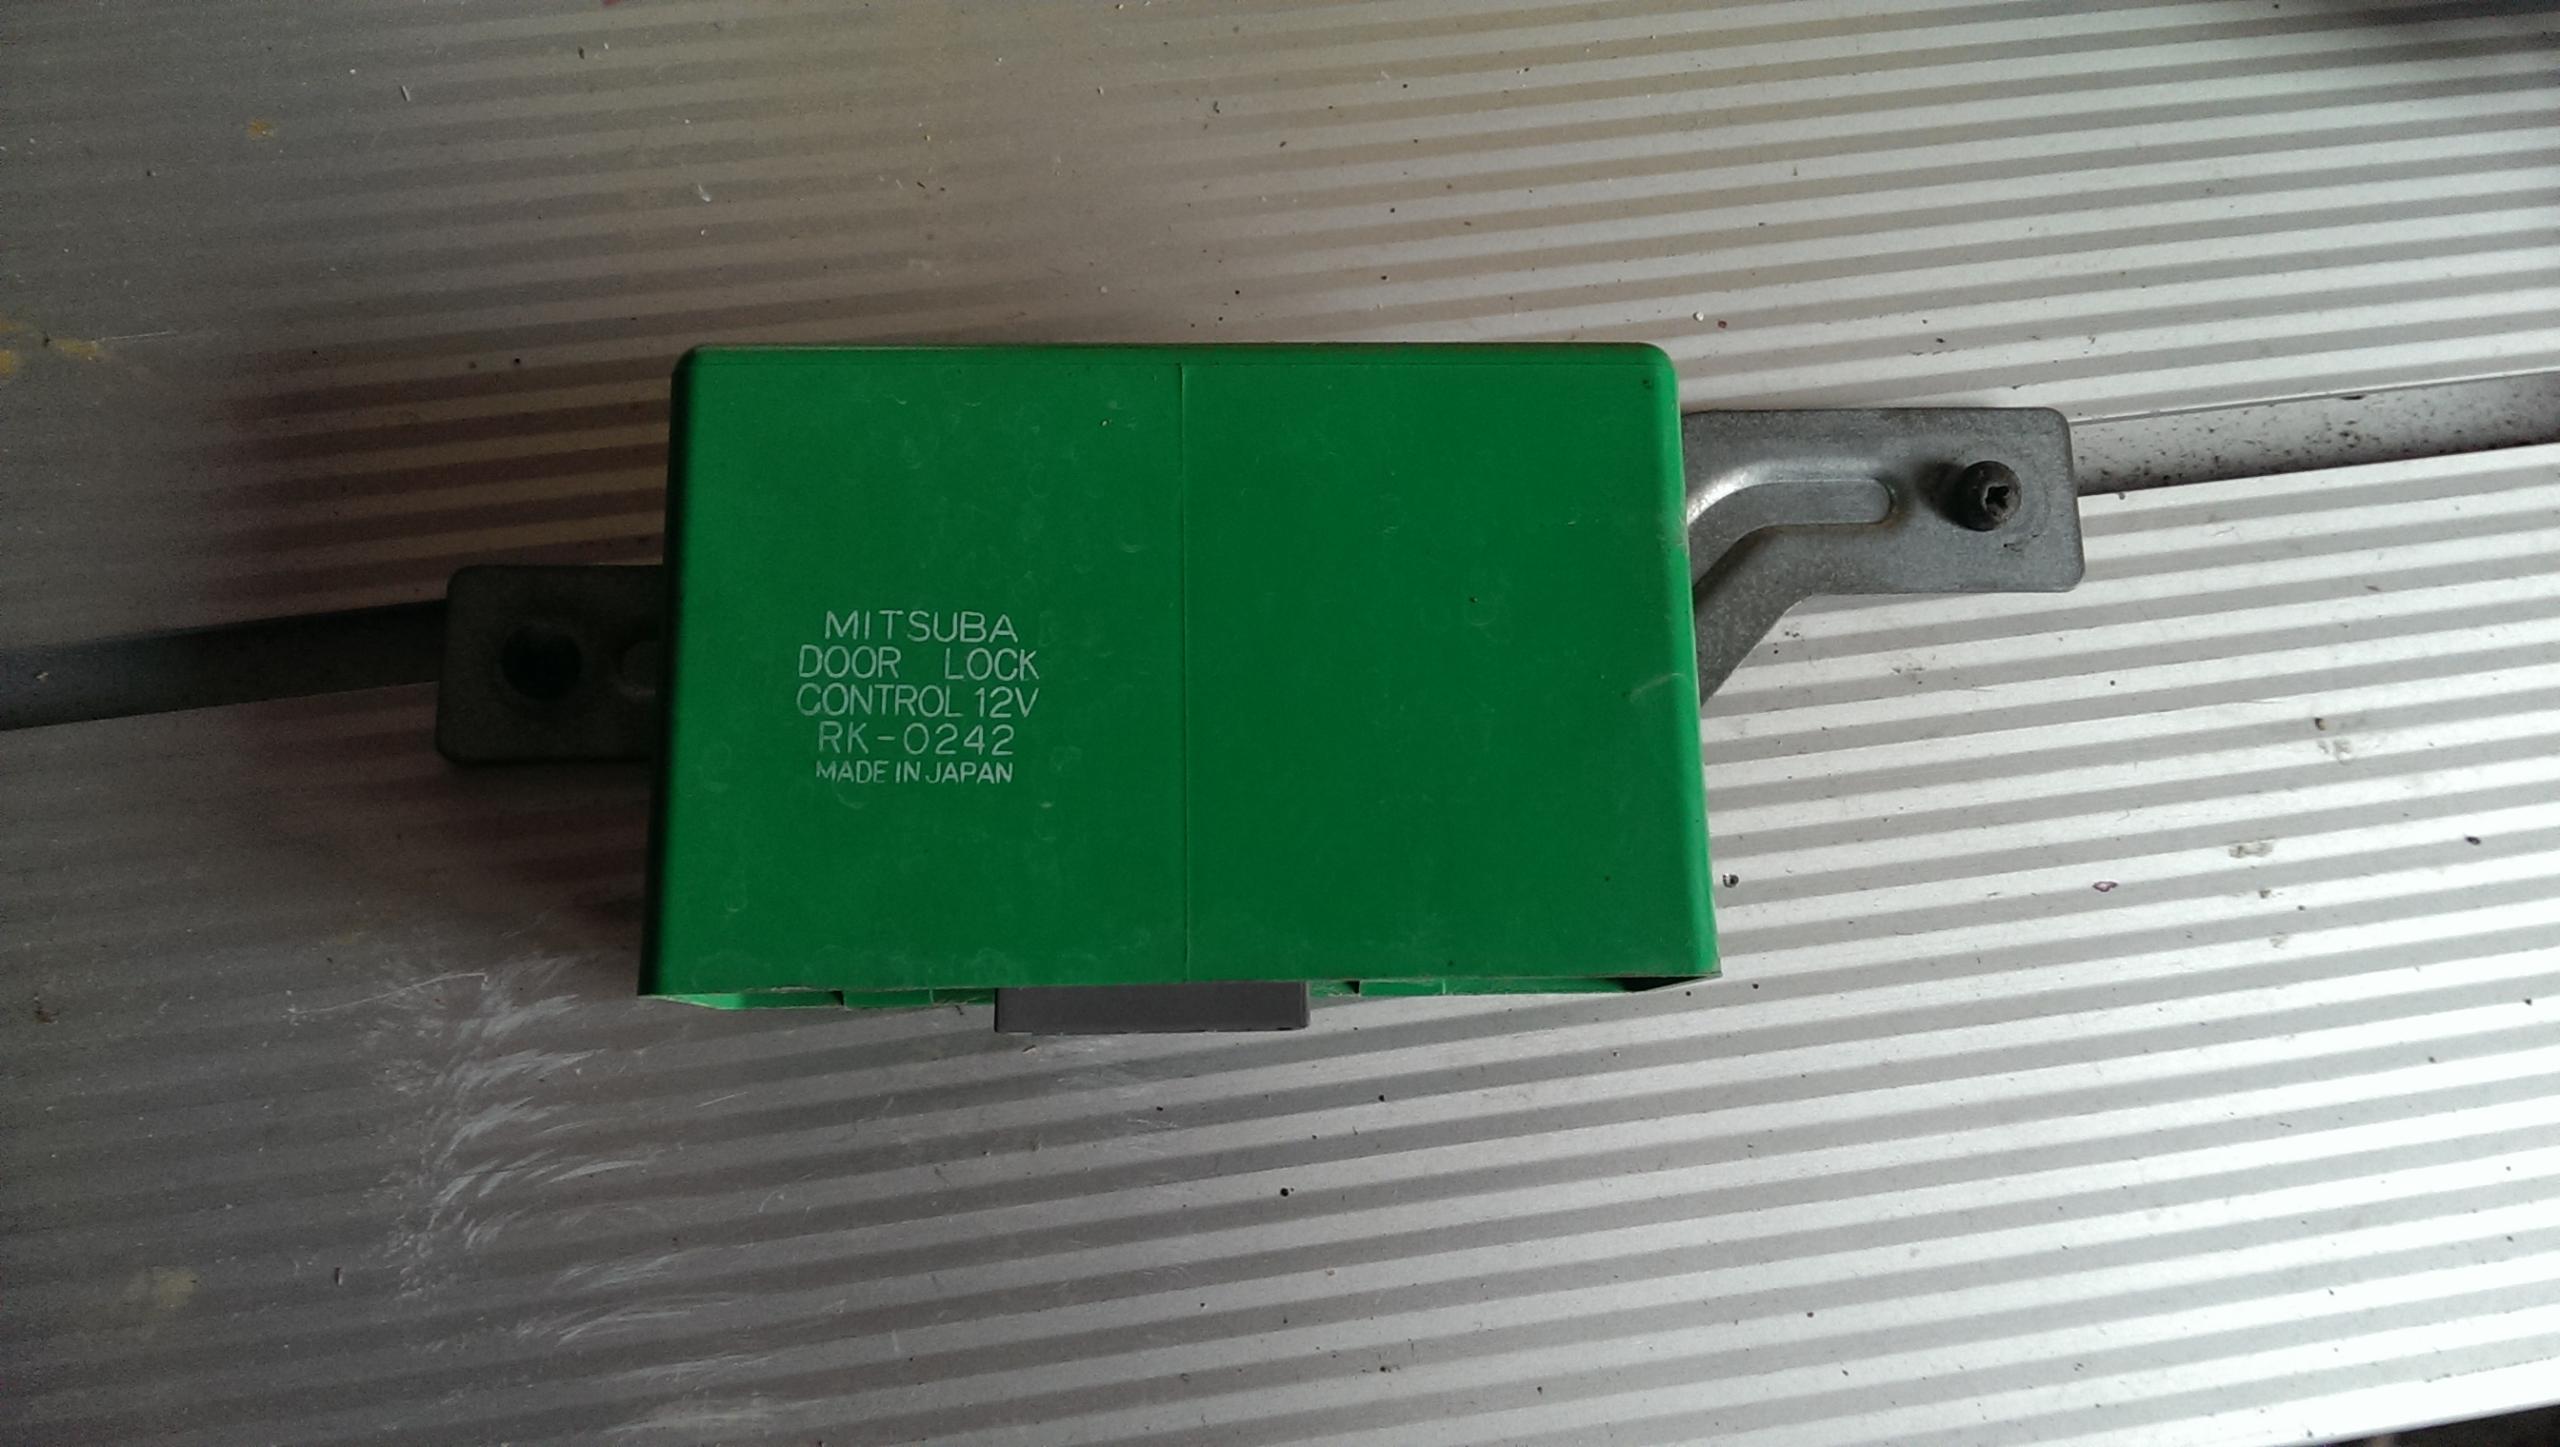 MITSUBA
DOOR LOCK
CONTROL 12V
RK-0242
MADE IN JAPAN